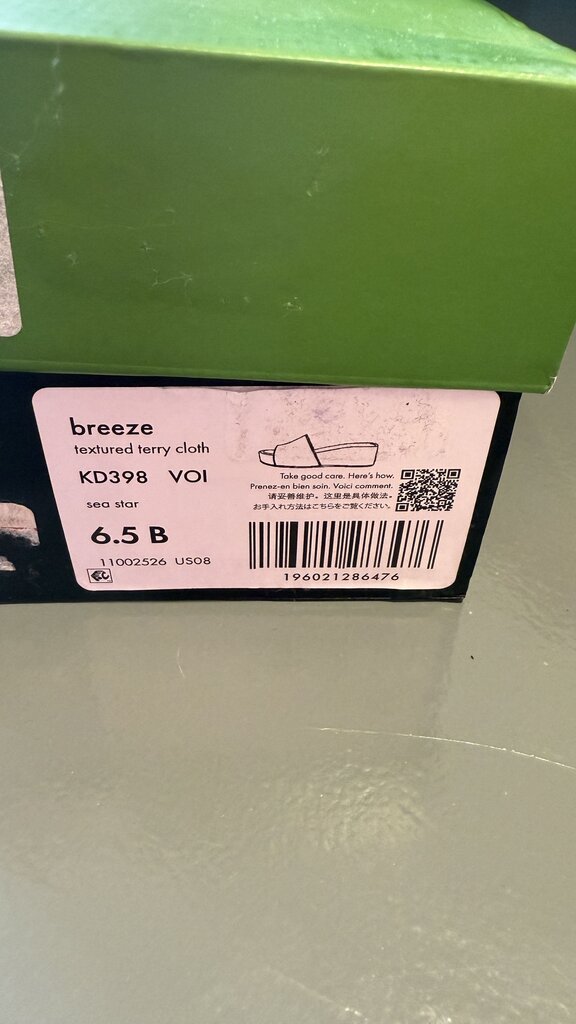 breeze
textured terry cloth
KD398 VOI
sea star
6.5 B
11002526 US08
Take good care. Here's how.
Prenez-en bien soin. Voici comment.
请妥善维护。这里是具体做法。
お手入れ方法はこちらをご覧ください。
196021286476